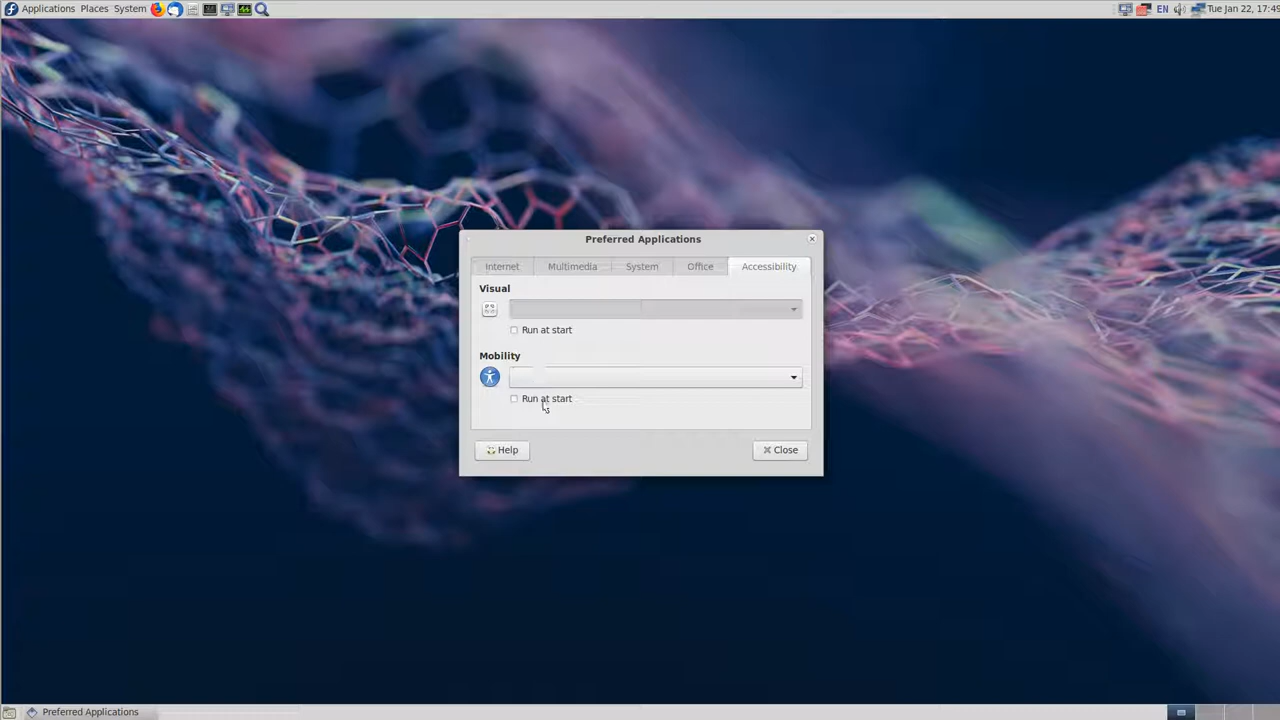 Applications Places System EN Tue Jan 22, 17:49
Preferred Applications
Internet Multimedia System Office Accessibility
Visual
Run at start
Mobility
Run at start
Help Close
Preferred Applications